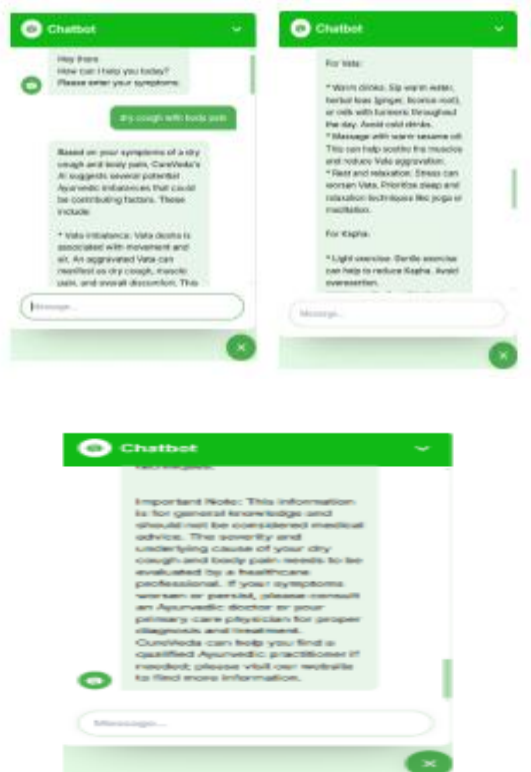 Chatbot
Hey there
How can I help you today?
Please enter your symptoms.
dry cough with body pain
Based on your symptoms of a dry
cough and body pain, CureVeda's
AI suggests several potential
Ayurvedic imbalances that could
be contributing factors. These
include:
* Vata imbalance: Vata dosha is
associated with movement and
air. An aggravated Vata can
manifest as dry cough, muscle
pain, and overall discomfort. This
Message...
Chatbot
For Vata:
* Warm drinks: Sip warm water,
herbal teas (ginger, licorice root),
or milk with turmeric throughout
the day. Avoid cold drinks.
* Massage with warm sesame oil:
This can help soothe the muscles
and reduce Vata aggravation.
* Rest and relaxation: Stress can
worsen Vata. Prioritize sleep and
relaxation techniques like yoga or
meditation.
For Kapha:
* Light exercise: Gentle exercise
can help to reduce Kapha. Avoid
overexertion.
Message...
Chatbot
techniques.
Important Note: This information
is for general knowledge and
should not be considered medical
advice. The severity and
underlying cause of your dry
cough and body pain needs to be
evaluated by a healthcare
professional. If your symptoms
worsen or persist, please consult
an Ayurvedic doctor or your
primary care physician for proper
diagnosis and treatment.
CureVeda can help you find a
qualified Ayurvedic practitioner if
needed; please visit our website
to find more information.
Message...